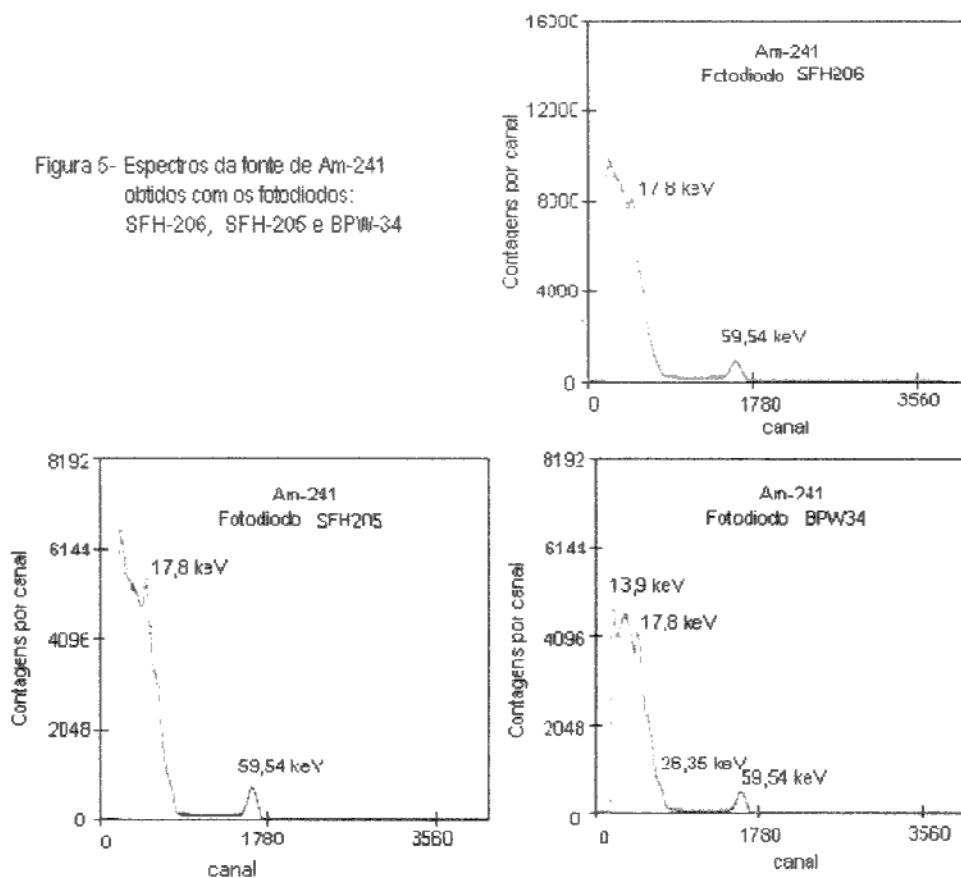 Figura 5- Espectros da fonte de Am-241
obtidos com os fotodiodos:
SFH-206, SFH-205 e BPW-34
Am-241
Fotodiodo SFH206
Contagens por canal
16000
12000
8000
4000
0
17,8 keV
59,54 keV
0
1780
3560
canal
Am-241
Fotodiodo SFH205
Contagens por canal
8192
6144
4096
2048
0
17,8 keV
59,54 keV
0
1780
3560
canal
Am-241
Fotodiodo BPW34
Contagens por canal
8192
6144
4096
2048
0
13,9 keV
17,8 keV
26,35 keV
59,54 keV
0
1780
3560
canal